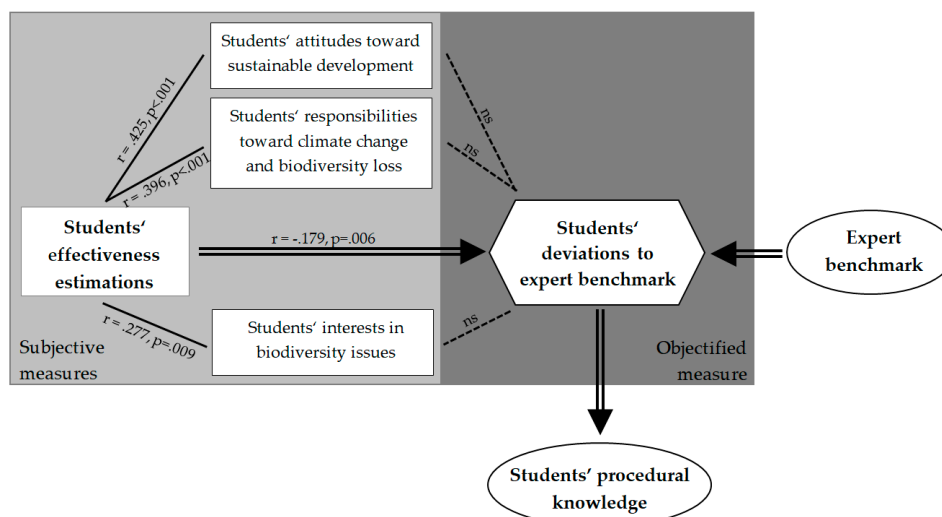 Students‘ attitudes toward
sustainable development
Students‘ responsibilities
toward climate change
and biodiversity loss
r = .425, p<.001
r = .396, p<.001
ns
ns
Students‘
effectiveness
estimations
r = -.179, p=.006
Students‘
deviations to
expert benchmark
Expert
benchmark
r = .277, p=.009
Students‘ interests in
biodiversity issues
ns
Subjective
measures
Objectified
measure
Students’ procedural
knowledge